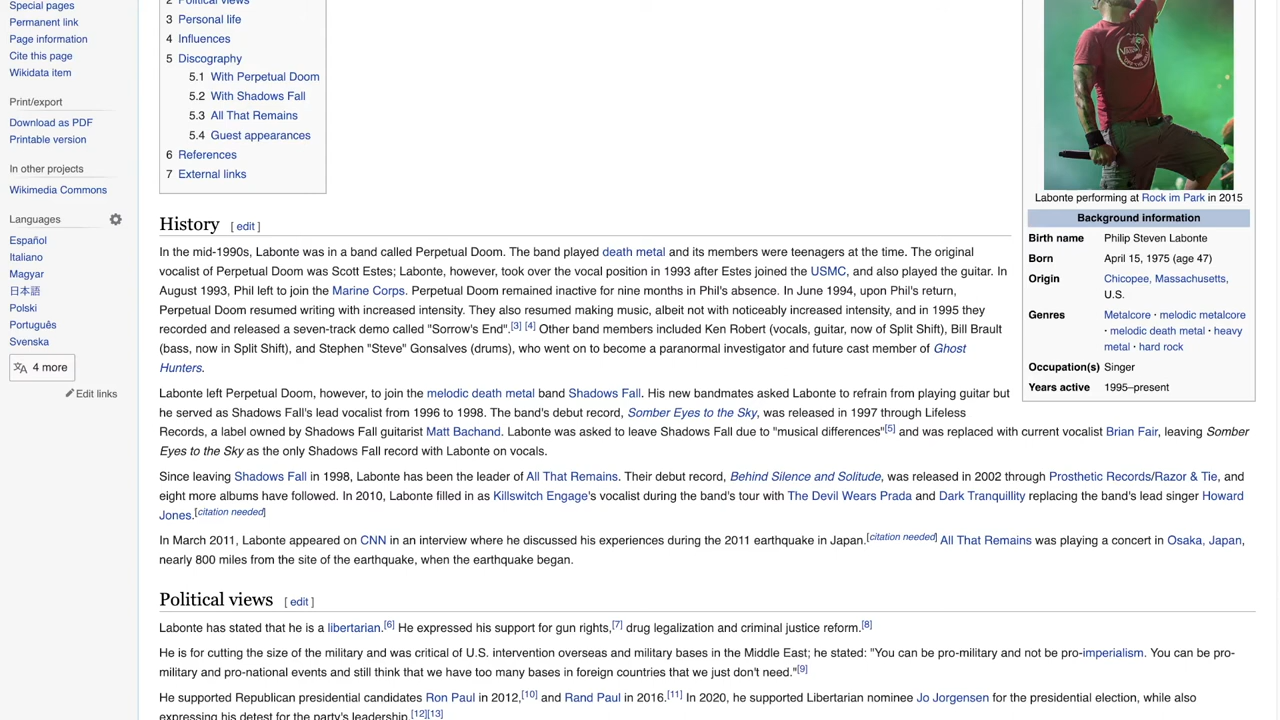 Special pages
Permanent link
Page information
Cite this page
Wikidata item
Print/export
Download as PDF
Printable version
In other projects
Wikimedia Commons
Languages
Español
Italiano
Magyar
日本語
Polski
Português
Svenska
4 more
Edit links
2 Political views
3 Personal life
4 Influences
5 Discography
5.1 With Perpetual Doom
5.2 With Shadows Fall
5.3 All That Remains
5.4 Guest appearances
6 References
7 External links
Labonte performing at Rock im Park in 2015
Background information
Birth name Philip Steven Labonte
Born April 15, 1975 (age 47)
Origin Chicopee, Massachusetts,
U.S.
Genres Metalcore · melodic metalcore
· melodic death metal · heavy
metal · hard rock
Occupation(s) Singer
Years active 1995–present
History [ edit ]
In the mid-1990s, Labonte was in a band called Perpetual Doom. The band played death metal and its members were teenagers at the time. The original
vocalist of Perpetual Doom was Scott Estes; Labonte, however, took over the vocal position in 1993 after Estes joined the USMC, and also played the guitar. In
August 1993, Phil left to join the Marine Corps. Perpetual Doom remained inactive for nine months in Phil's absence. In June 1994, upon Phil's return,
Perpetual Doom resumed writing with increased intensity. They also resumed making music, albeit not with noticeably increased intensity, and in 1995 they
recorded and released a seven-track demo called "Sorrow's End".[3] [4] Other band members included Ken Robert (vocals, guitar, now of Split Shift), Bill Brault
(bass, now in Split Shift), and Stephen "Steve" Gonsalves (drums), who went on to become a paranormal investigator and future cast member of Ghost
Hunters.
Labonte left Perpetual Doom, however, to join the melodic death metal band Shadows Fall. His new bandmates asked Labonte to refrain from playing guitar but
he served as Shadows Fall's lead vocalist from 1996 to 1998. The band's debut record, Somber Eyes to the Sky, was released in 1997 through Lifeless
Records, a label owned by Shadows Fall guitarist Matt Bachand. Labonte was asked to leave Shadows Fall due to "musical differences"[5] and was replaced with current vocalist Brian Fair, leaving Somber
Eyes to the Sky as the only Shadows Fall record with Labonte on vocals.
Since leaving Shadows Fall in 1998, Labonte has been the leader of All That Remains. Their debut record, Behind Silence and Solitude, was released in 2002 through Prosthetic Records/Razor & Tie, and
eight more albums have followed. In 2010, Labonte filled in as Killswitch Engage's vocalist during the band's tour with The Devil Wears Prada and Dark Tranquillity replacing the band's lead singer Howard
Jones.[citation needed]
In March 2011, Labonte appeared on CNN in an interview where he discussed his experiences during the 2011 earthquake in Japan.[citation needed] All That Remains was playing a concert in Osaka, Japan,
nearly 800 miles from the site of the earthquake, when the earthquake began.
Political views [ edit ]
Labonte has stated that he is a libertarian.[6] He expressed his support for gun rights,[7] drug legalization and criminal justice reform.[8]
He is for cutting the size of the military and was critical of U.S. intervention overseas and military bases in the Middle East; he stated: "You can be pro-military and not be pro-imperialism. You can be pro-
military and pro-national events and still think that we have too many bases in foreign countries that we just don't need."[9]
He supported Republican presidential candidates Ron Paul in 2012,[10] and Rand Paul in 2016.[11] In 2020, he supported Libertarian nominee Jo Jorgensen for the presidential election, while also
expressing his detest for the party's leadership.[12][13]